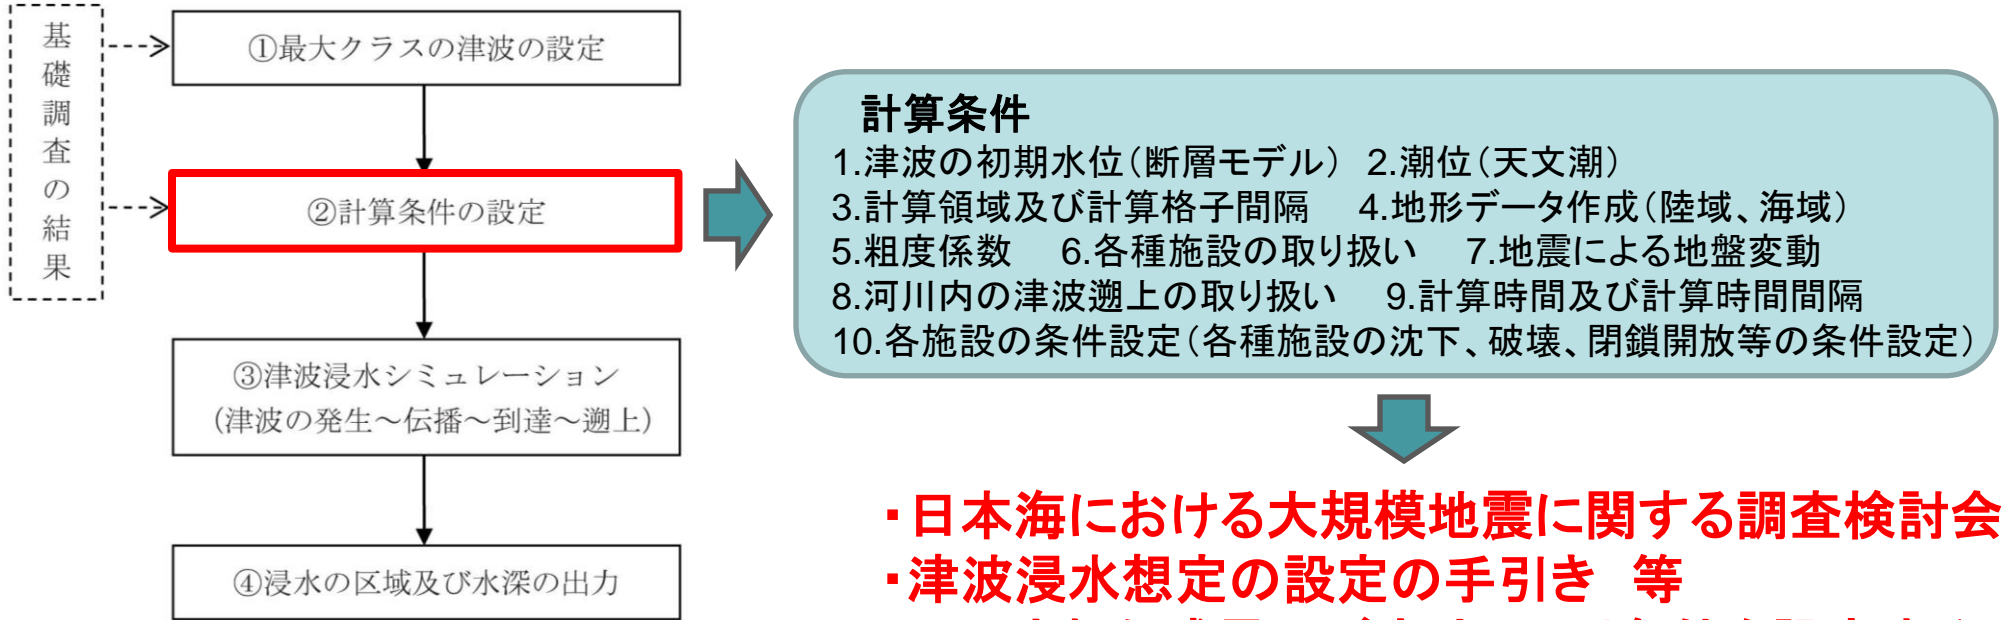 基礎調査の結果
①最大クラスの津波の設定
②計算条件の設定
③津波浸水シミュレーション
(津波の発生～伝播～到達～遡上)
④浸水の区域及び水深の出力
計算条件
1.津波の初期水位(断層モデル) 2.潮位(天文潮)
3.計算領域及び計算格子間隔 4.地形データ作成(陸域、海域)
5.粗度係数 6.各種施設の取り扱い 7.地震による地盤変動
8.河川内の津波遡上の取り扱い 9.計算時間及び計算時間間隔
10.各施設の条件設定(各種施設の沈下、破壊、閉鎖開放等の条件設定)
・日本海における大規模地震に関する調査検討会
・津波浸水想定の設定の手引き 等